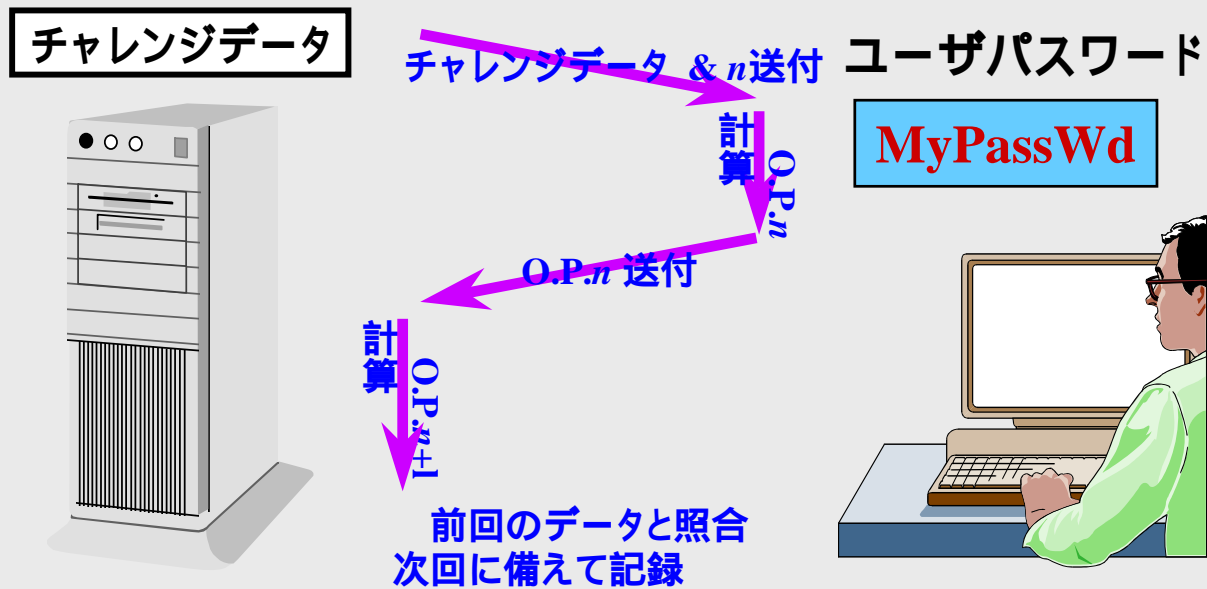 チャレンジデータ
チャレンジデータ & n送付
ユーザパスワード
MyPassWd
計算
O.P.n
O.P.n 送付
計算
O.P.n+1
前回のデータと照合
次回に備えて記録